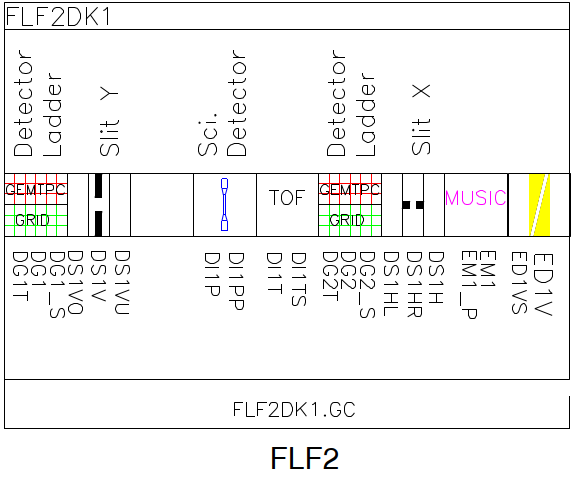 FLF2DK1
Detector
Ladder
Slit Y
Sci.
Detector
Detector
Ladder
Slit X
GEMTPC
GRID
TOF
GEMTPC
GRID
MUSIC
DG1T
DG1
DG1_S
DS1VO
DS1V
DS1VU
DI1P
DI1PP
DI1T
DI1TS
DG2T
DG2
DG2_S
DS1HL
DS1HR
DS1H
EM1_P
EM1
ED1VS
ED1V
FLF2DK1.GC
FLF2